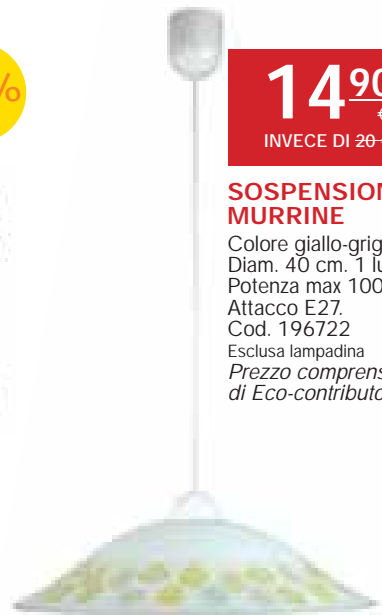 %
14,90
€
INVECE DI 20
SOSPENSION
MURRINE
Colore giallo-grig
Diam. 40 cm. 1 lu
Potenza max 100
Attacco E27.
Cod. 196722
Esclusa lampadina
Prezzo comprens
di Eco-contributo